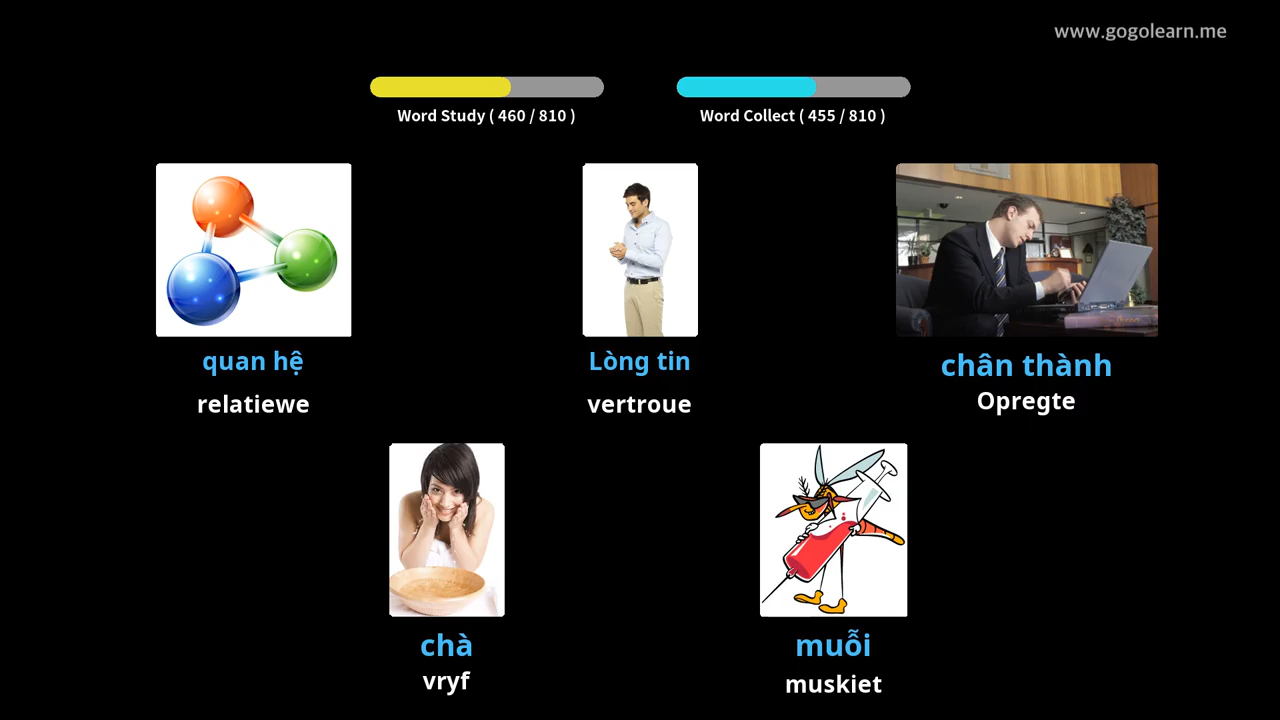 www.gogolearn.me
Word Study ( 460 / 810 )
Word Collect ( 455 / 810 )
quan hệ
relatiewe
Lòng tin
vertroue
chân thành
Opregte
chà
vryf
muỗi
muskiet